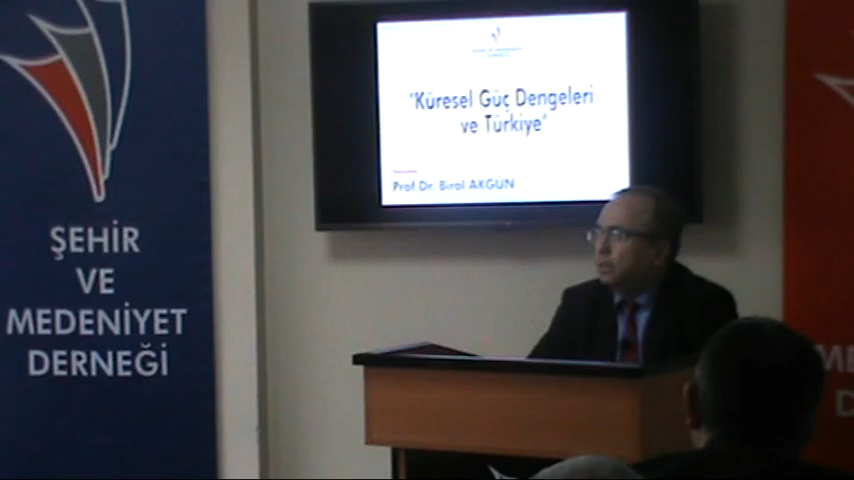 ŞEHİR
VE
MEDENİYET
DERNEĞİ
"Küresel Güç Dengeleri
ve Türkiye"
Prof.Dr. Birol AKGÜN